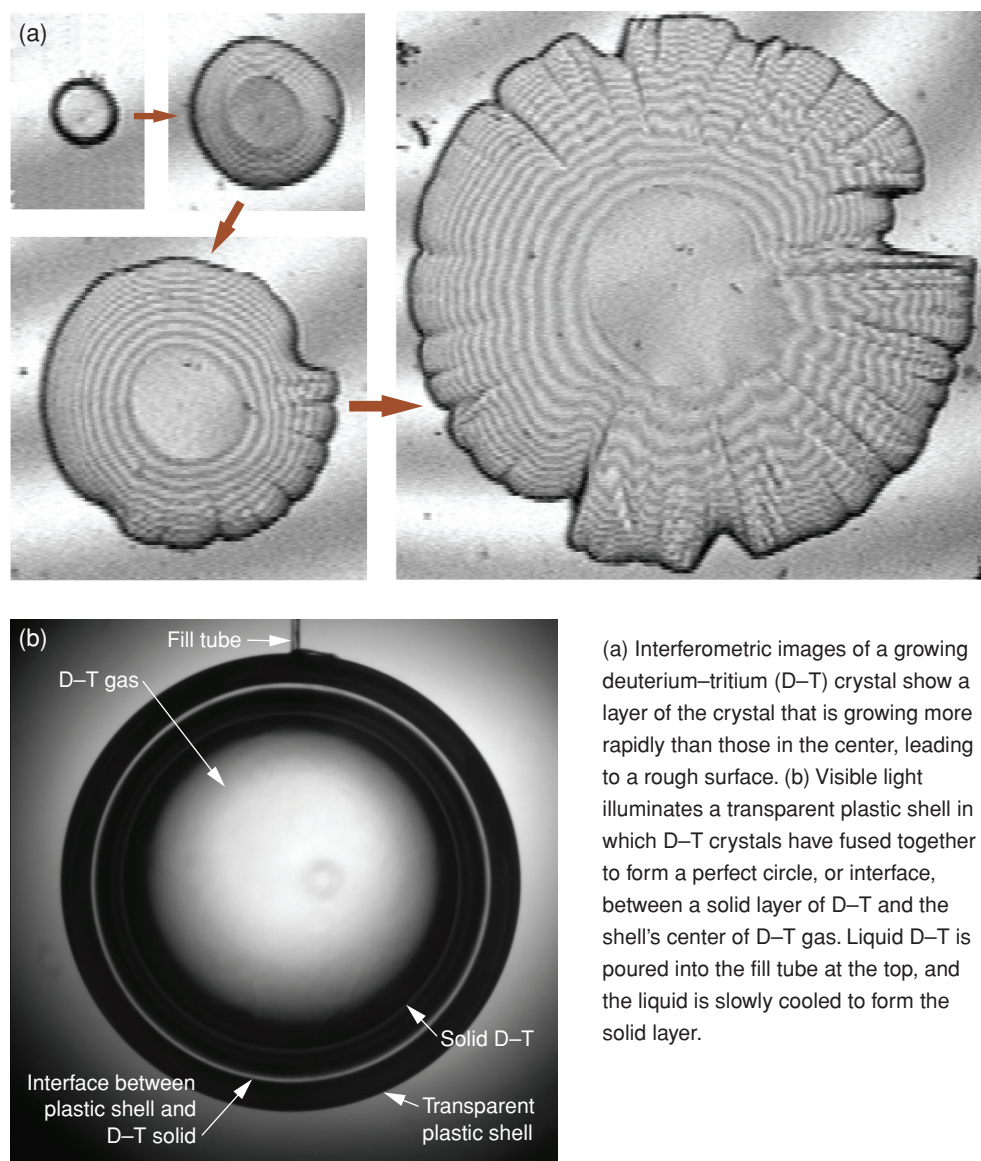 (a)
(b)
Fill tube
D–T gas
Solid D–T
Interface between
plastic shell and
D–T solid
Transparent
plastic shell
(a) Interferometric images of a growing
deuterium–tritium (D–T) crystal show a
layer of the crystal that is growing more
rapidly than those in the center, leading
to a rough surface. (b) Visible light
illuminates a transparent plastic shell in
which D–T crystals have fused together
to form a perfect circle, or interface,
between a solid layer of D–T and the
shell’s center of D–T gas. Liquid D–T is
poured into the fill tube at the top, and
the liquid is slowly cooled to form the
solid layer.